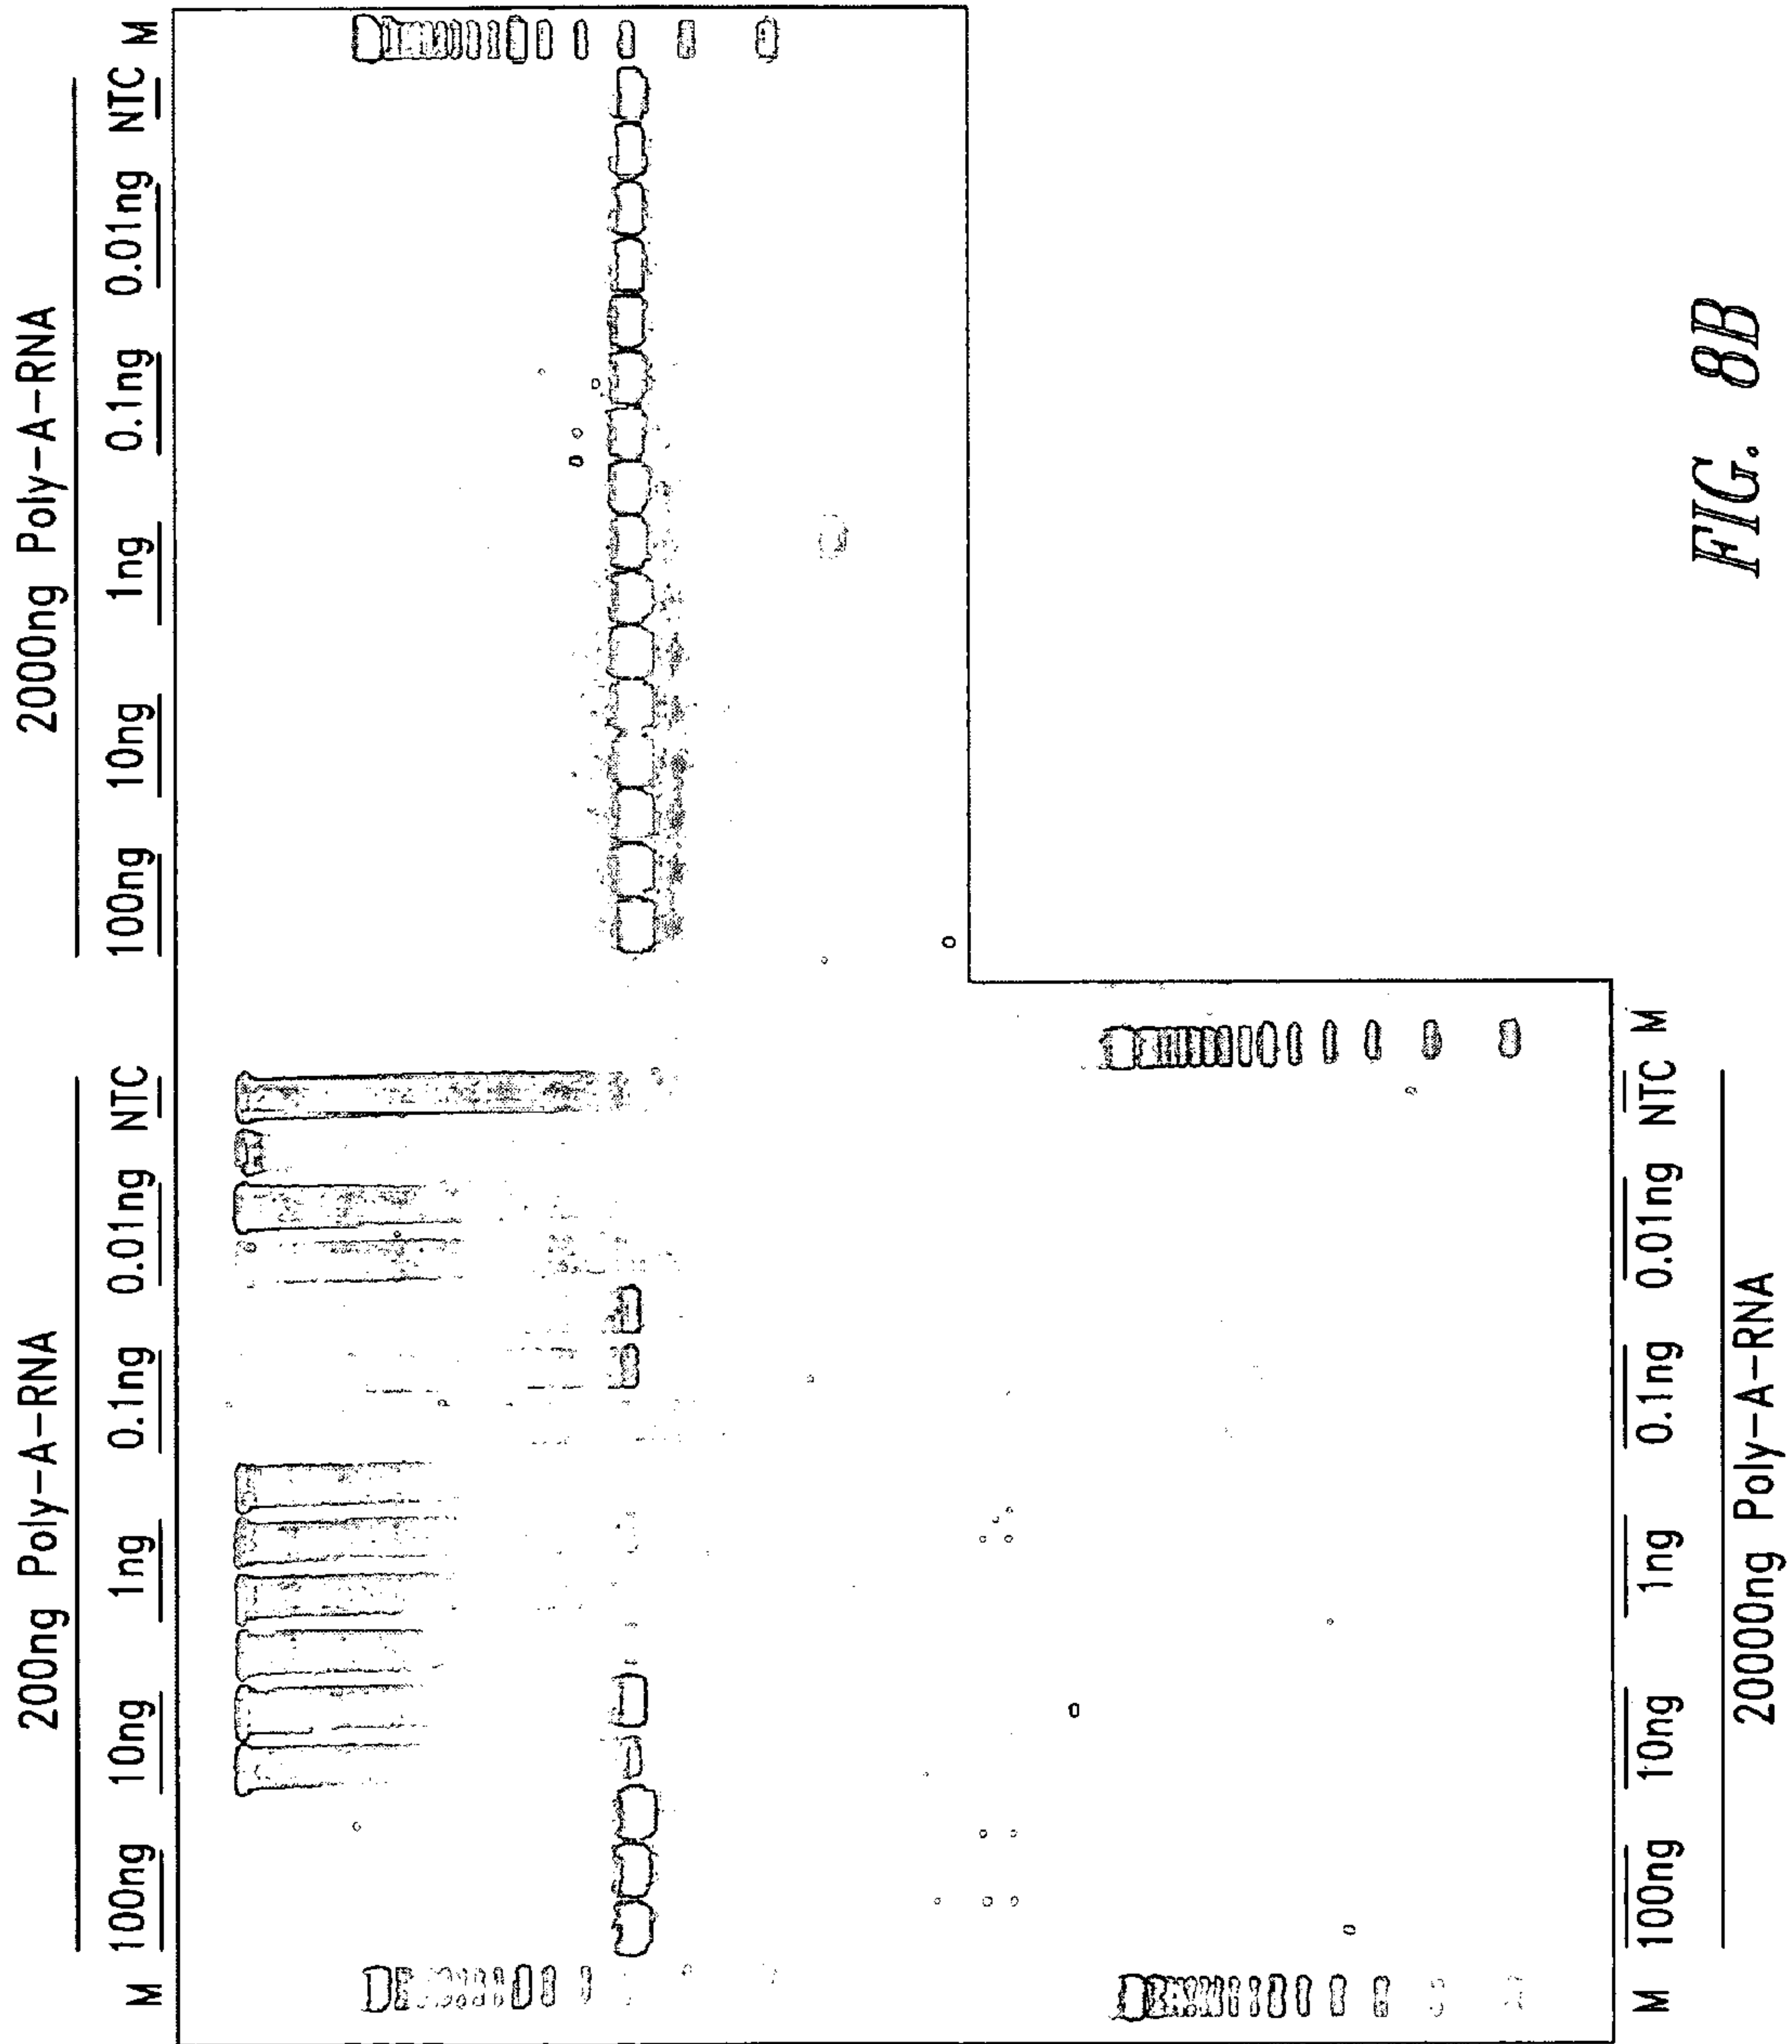 200ng Poly-A-RNA
2000ng Poly-A-RNA
M 100ng 10ng 1ng 0.1ng 0.01ng NTC
100ng 10ng 1ng 0.1ng 0.01ng NTC M
M 100ng 10ng 1ng 0.1ng 0.01ng NTC M
20000ng Poly-A-RNA
FIG. 8B